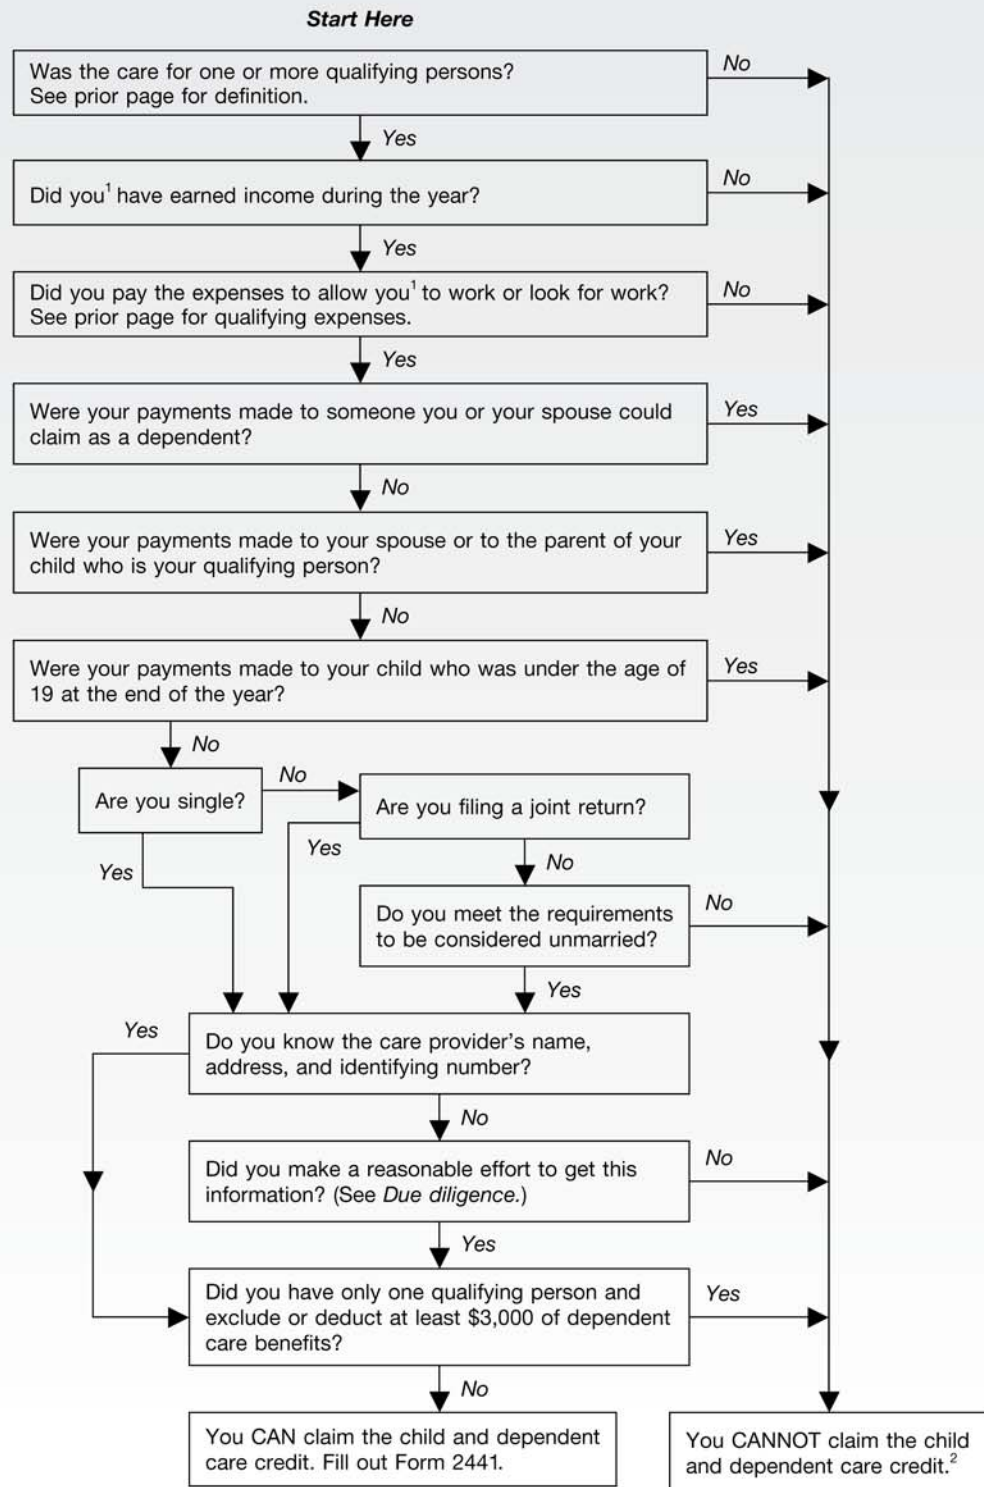 Start Here
Was the care for one or more qualifying persons?
See prior page for definition.
No
Yes
Did you¹ have earned income during the year?
No
Yes
Did you pay the expenses to allow you¹ to work or look for work?
See prior page for qualifying expenses.
No
Yes
Were your payments made to someone you or your spouse could
claim as a dependent?
Yes
No
Were your payments made to your spouse or to the parent of your
child who is your qualifying person?
Yes
No
Were your payments made to your child who was under the age of
19 at the end of the year?
Yes
No
Are you single?
No
Are you filing a joint return?
Yes
Yes
No
Do you meet the requirements
to be considered unmarried?
No
Yes
Do you know the care provider's name,
address, and identifying number?
Yes
No
Did you make a reasonable effort to get this
information? (See Due diligence.)
No
Yes
Did you have only one qualifying person and
exclude or deduct at least $3,000 of dependent
care benefits?
Yes
No
You CAN claim the child and dependent
care credit. Fill out Form 2441.
You CANNOT claim the child
and dependent care credit.²